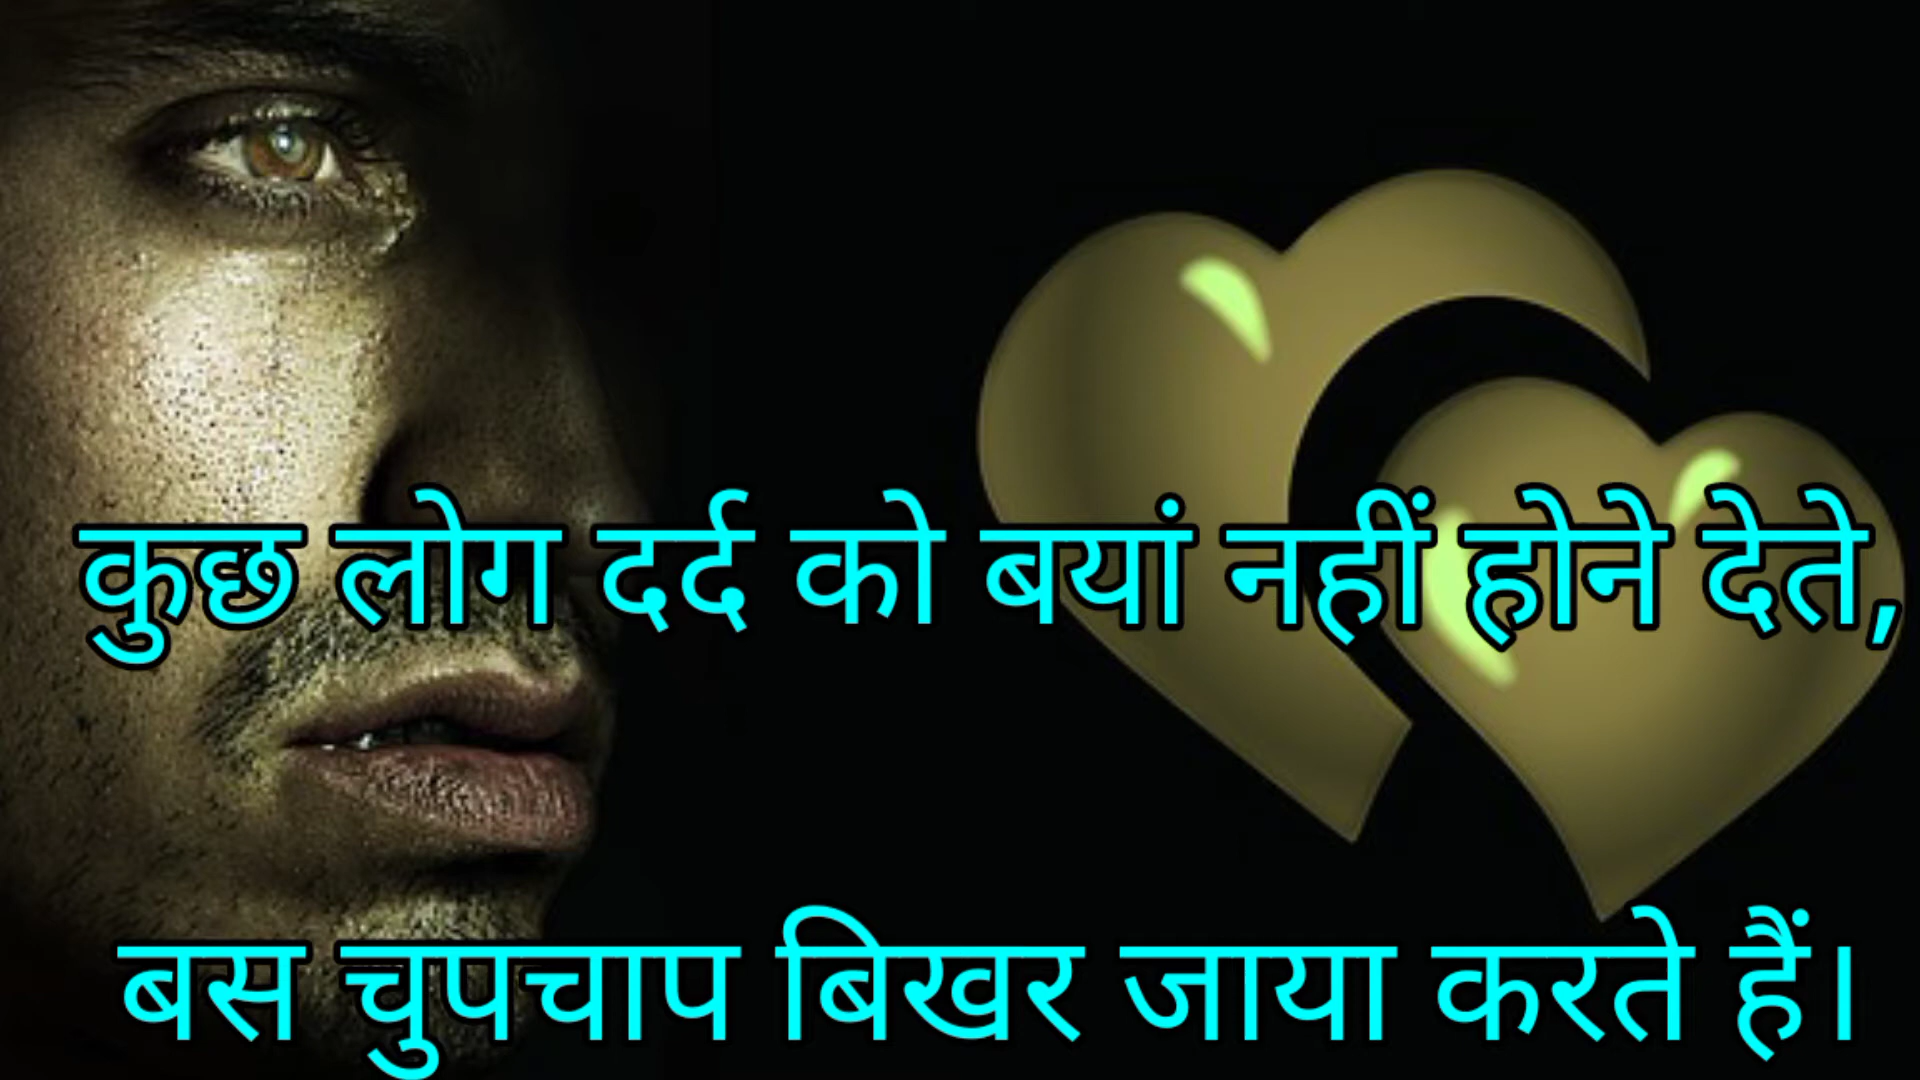 कुछ लोग दर्द को बयां नहीं होने देते,
बस चुपचाप बिखर जाया करते हैं।